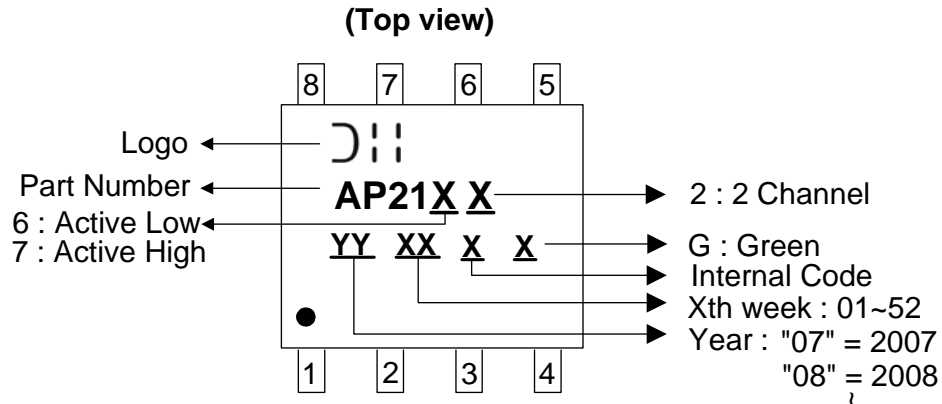 (Top view)
8 7 6 5
Logo
Part Number
AP21X X
2 : 2 Channel
6 : Active Low
7 : Active High
YY XX X X
G : Green
Internal Code
Xth week : 01~52
Year : "07" = 2007
"08" = 2008
~
1 2 3 4